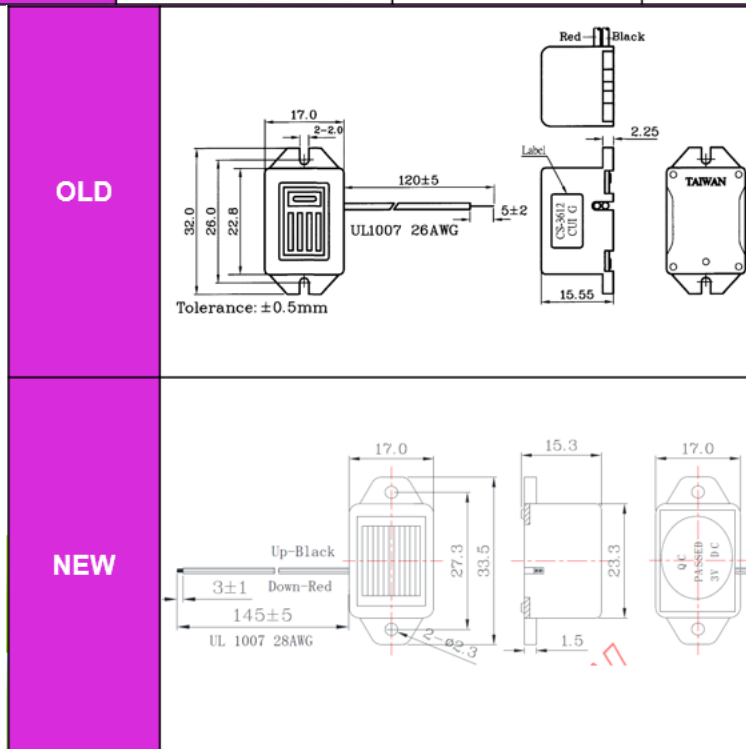 OLD
Red
Black
17.0
2-2.0
2.25
Label
120±5
TAIWAN
32.0
26.0
22.8
5±2
CS-3612
CUI G
UL1007 26AWG
15.55
Tolerance: ±0.5mm
NEW
17.0
15.3
17.0
Up-Black
Down-Red
3±1
145±5
UL 1007 28AWG
27.3
33.5
2-ø2.3
23.3
1.5
QC
PASSED
3V DC